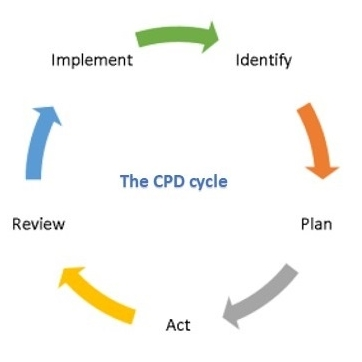 Implement
Identify
The CPD cycle
Review
Plan
Act